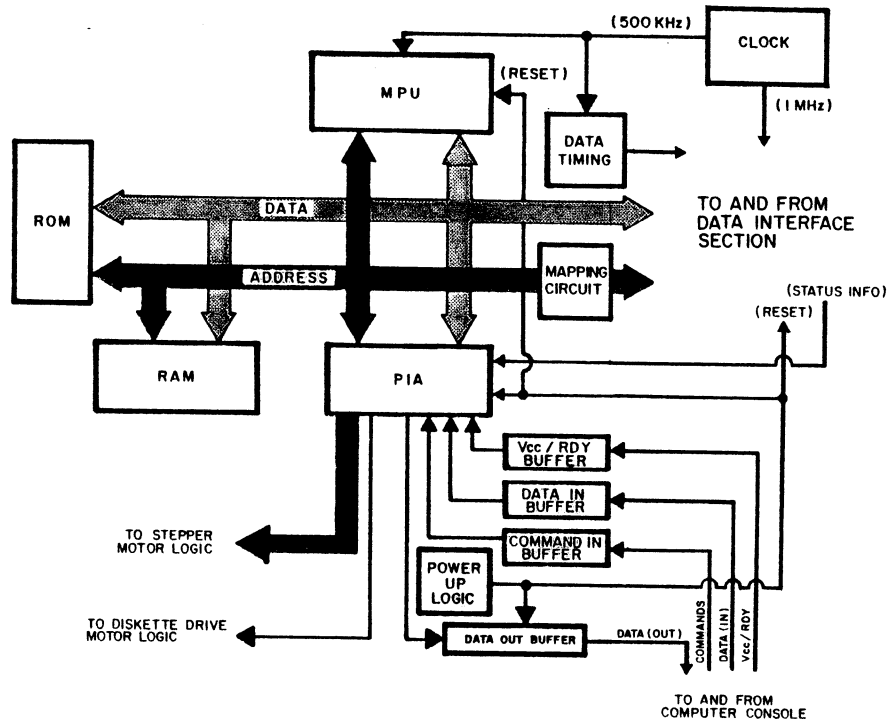 (500 KHz)
CLOCK
MPU
(RESET)
(1 MHz)
DATA
TIMING
ROM
DATA
TO AND FROM
DATA INTERFACE
SECTION
ADDRESS
MAPPING
CIRCUIT
(STATUS INFO)
(RESET)
RAM
PIA
Vcc / RDY
BUFFER
DATA IN
BUFFER
COMMAND IN
BUFFER
TO STEPPER
MOTOR LOGIC
POWER
UP
LOGIC
TO DISKETTE DRIVE
MOTOR LOGIC
DATA OUT BUFFER
DATA (OUT)
COMMANDS
DATA (IN)
Vcc / RDY
TO AND FROM
COMPUTER CONSOLE